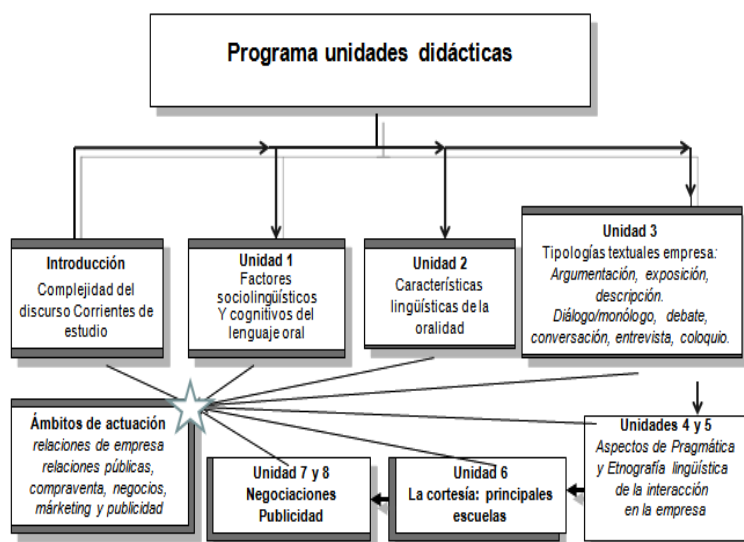 Programa unidades didácticas
Introducción
Complejidad del
discurso Corrientes de
estudio
Unidad 1
Factores
sociolingüísticos
Y cognitivos del
lenguaje oral
Unidad 2
Características
lingüísticas de la
oralidad
Unidad 3
Tipologías textuales empresa:
Argumentación, exposición,
descripción.
Diálogo/monólogo, debate,
conversación, entrevista, coloquio.
Ámbitos de actuación
relaciones de empresa
relaciones públicas,
compraventa, negocios,
márketing y publicidad
Unidad 7 y 8
Negociaciones
Publicidad
Unidad 6
La cortesía: principales
escuelas
Unidades 4 y 5
Aspectos de Pragmática
y Etnografía lingüística
de la interacción
en la empresa